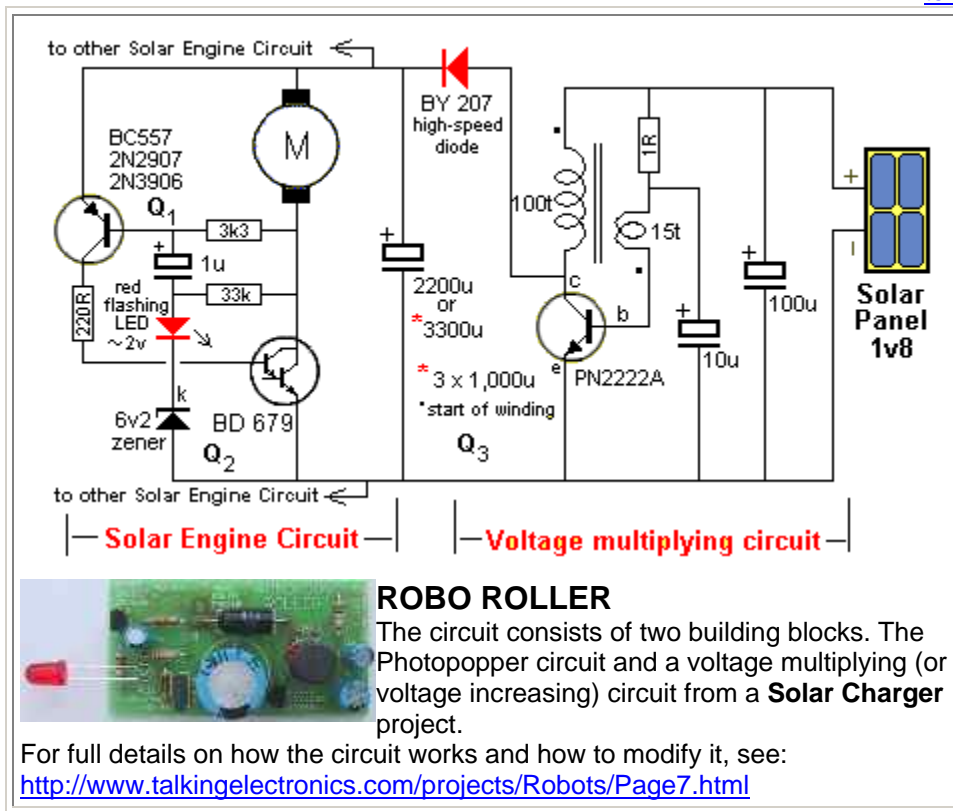 to other Solar Engine Circuit
BC557
2N2907
2N3906
Q1
M
BY 207
high-speed
diode
1R
100t
15t
3k3
1u
33k
red
flashing
LED
~2v
220R
k
6v2
zener
BD 679
Q2
2200u
or
*3300u
* 3 x 1,000u
•start of winding
Q3
c
b
e
PN2222A
10u
100u
+
+
+
+
+
–
Solar
Panel
1v8
to other Solar Engine Circuit
Solar Engine Circuit
Voltage multiplying circuit
ROBO ROLLER
The circuit consists of two building blocks. The
Photopopper circuit and a voltage multiplying (or
voltage increasing) circuit from a Solar Charger
project.
For full details on how the circuit works and how to modify it, see:
http://www.talkingelectronics.com/projects/Robots/Page7.html